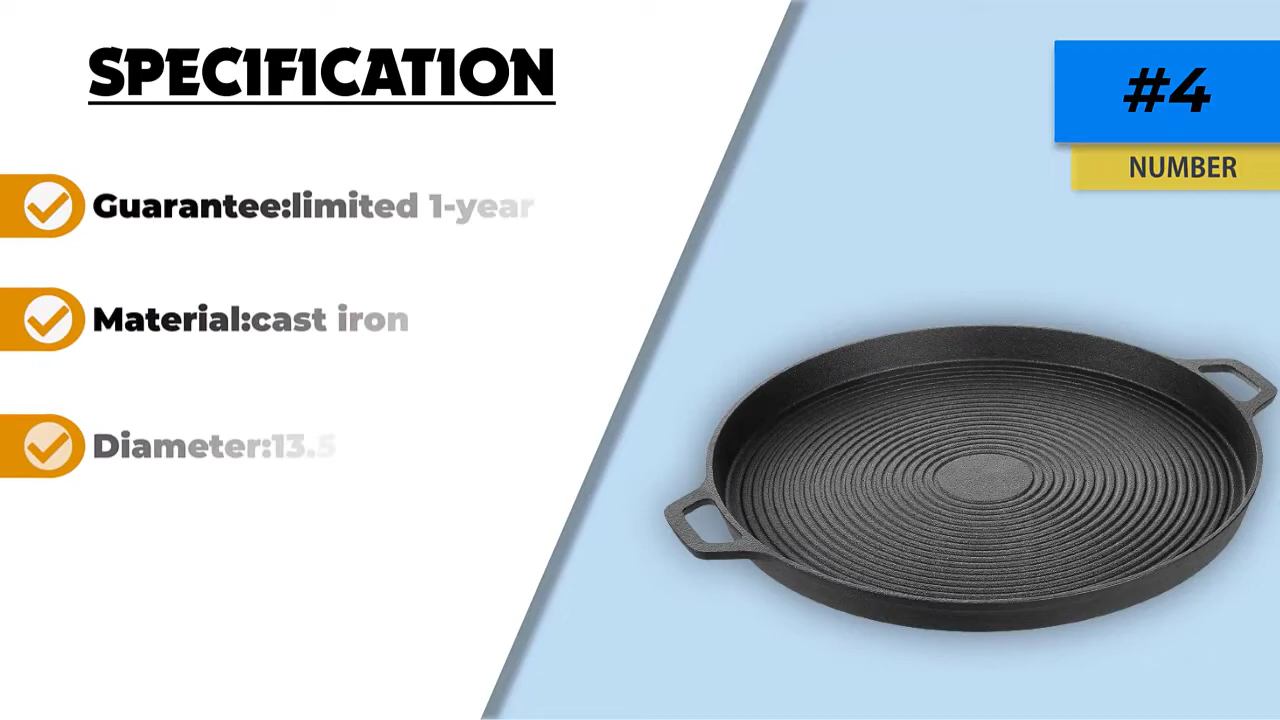 SPECIFICATION
#4
NUMBER
Guarantee:limited 1-year
Material:cast iron
Diameter:13.5